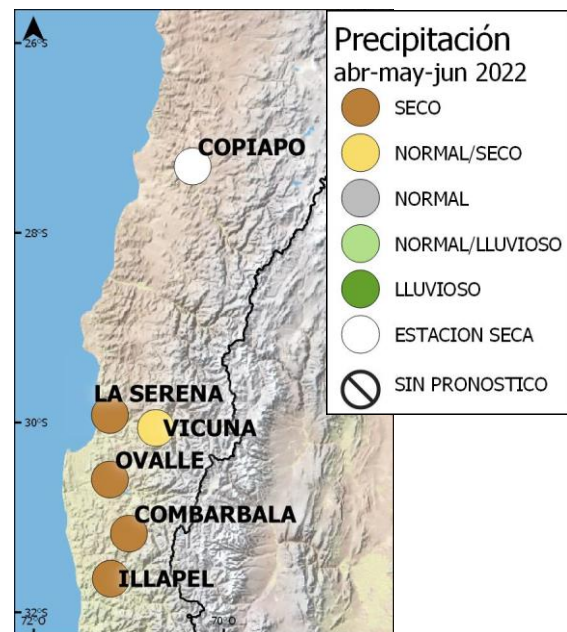 Precipitación
abr-may-jun 2022
SECO
NORMAL/SECO
NORMAL
NORMAL/LLUVIOSO
LLUVIOSO
ESTACION SECA
SIN PRONOSTICO
26°S
COPIAPO
28°S
LA SERENA
30°S
VICUNA
OVALLE
COMBARBALA
ILLAPEL
32°S
72°O
70°O